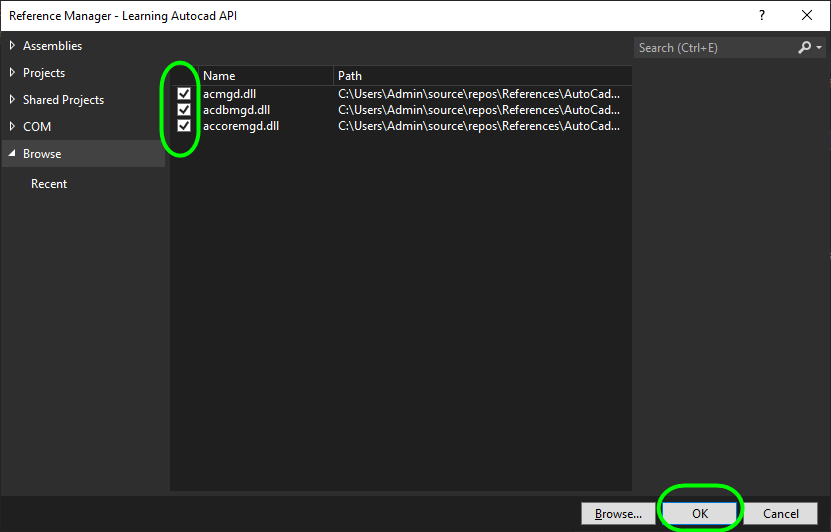 Reference Manager - Learning Autocad API
?
Assemblies
Projects
Shared Projects
COM
Browse
Recent
Search (Ctrl+E)
Name Path
acmgd.dll C:\Users\Admin\source\repos\References\AutoCad...
acdbmgd.dll C:\Users\Admin\source\repos\References\AutoCad...
accoremgd.dll C:\Users\Admin\source\repos\References\AutoCad...
Browse... OK Cancel